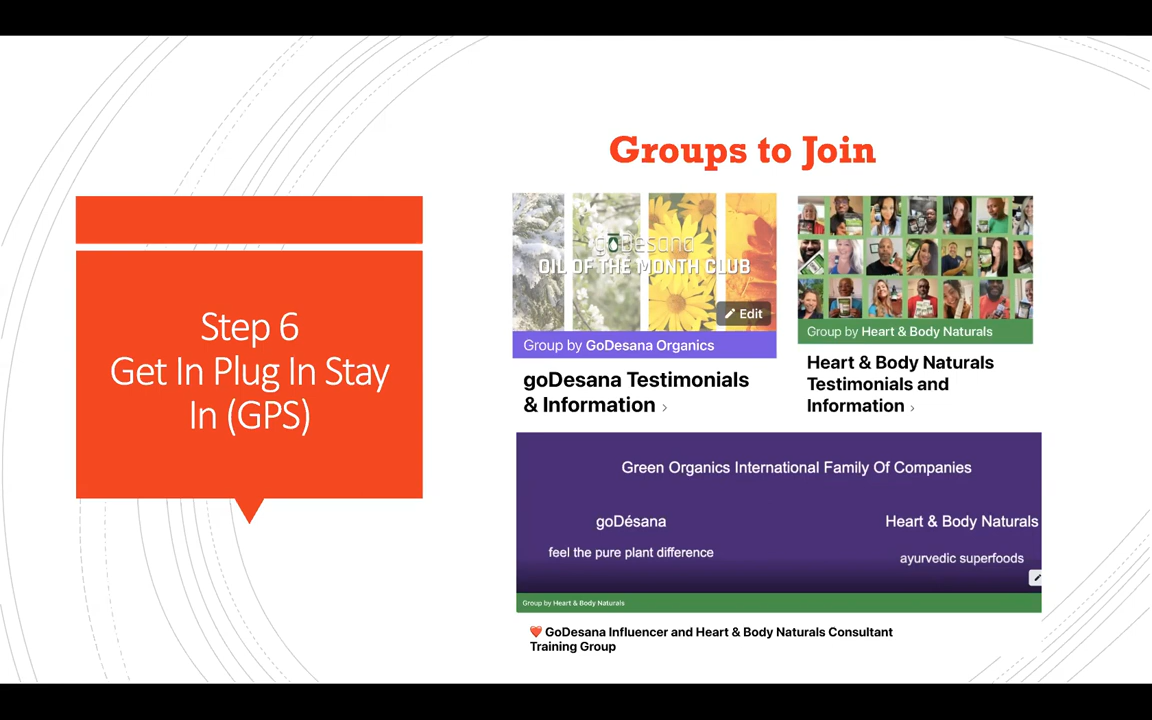 Groups to Join
Step 6
Get In Plug In Stay
In (GPS)
goDesana
OIL OF THE MONTH CLUB
Edit
Group by GoDesana Organics
goDesana Testimonials
& Information ›
Group by Heart & Body Naturals
Heart & Body Naturals
Testimonials and
Information ›
Green Organics International Family Of Companies
goDésana
feel the pure plant difference
Heart & Body Naturals
ayurvedic superfoods
Group by Heart & Body Naturals
❤️ GoDesana Influencer and Heart & Body Naturals Consultant
Training Group